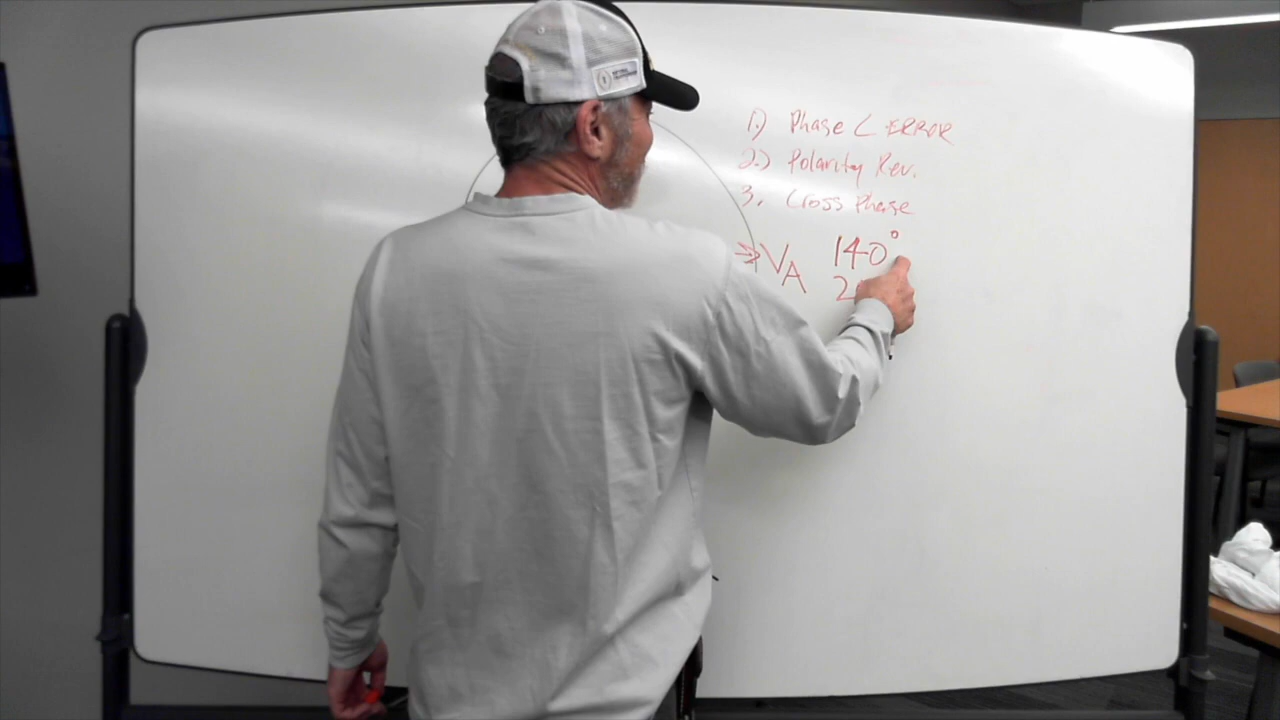 1.) Phase ∠ ERROR
2.) Polarity Rev.
3. Cross Phase
→ VA 140°
2